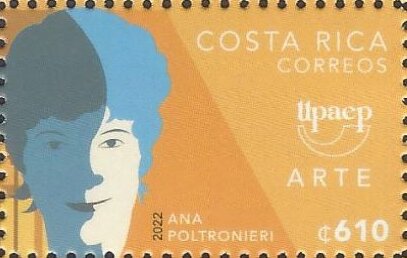 COSTA RICA
CORREOS
upaep
ARTE
2022
ANA
POLTRONIERI
₡610